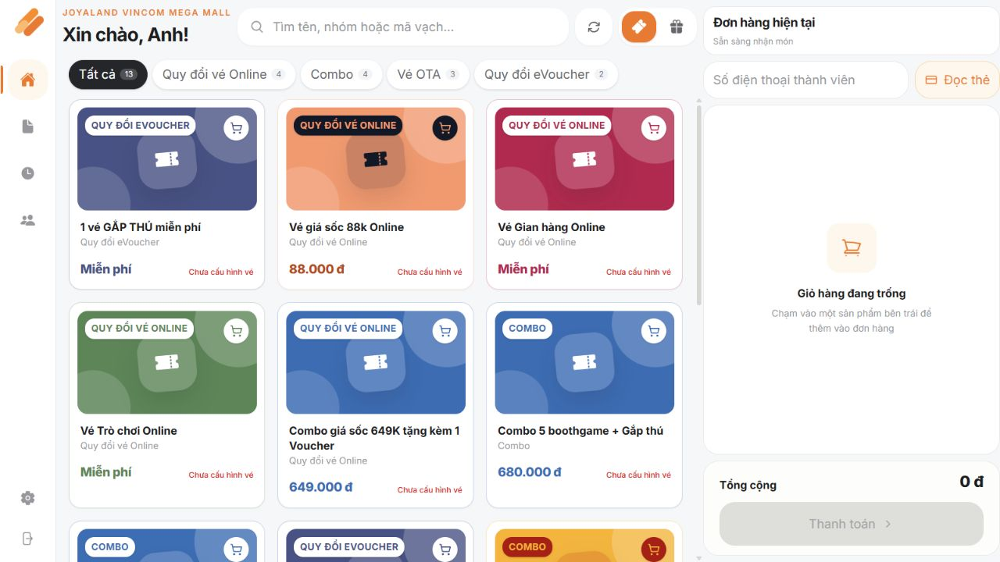 JOYALAND VINCOM MEGA MALL
Xin chào, Anh!
Tìm tên, nhóm hoặc mã vạch...
Tất cả 13
Quy đổi vé Online 4
Combo 4
Vé OTA 3
Quy đổi eVoucher 2
QUY ĐỔI EVOUCHER
1 vé GẮP THÚ miễn phí
Quy đổi eVoucher
Miễn phí
Chưa cấu hình vé
QUY ĐỔI VÉ ONLINE
Vé giá sốc 88k Online
Quy đổi vé Online
88.000 đ
Chưa cấu hình vé
QUY ĐỔI VÉ ONLINE
Vé Gian hàng Online
Quy đổi vé Online
Miễn phí
Chưa cấu hình vé
QUY ĐỔI VÉ ONLINE
Vé Trò chơi Online
Quy đổi vé Online
Miễn phí
Chưa cấu hình vé
QUY ĐỔI VÉ ONLINE
Combo giá sốc 649K tặng kèm 1
Voucher
Quy đổi vé Online
649.000 đ
Chưa cấu hình vé
COMBO
Combo 5 boothgame + Gắp thú
Combo
680.000 đ
Chưa cấu hình vé
COMBO
QUY ĐỔI EVOUCHER
COMBO
Đơn hàng hiện tại
Sẵn sàng nhận món
Số điện thoại thành viên
Đọc thẻ
Giỏ hàng đang trống
Chạm vào một sản phẩm bên trái để
thêm vào đơn hàng
Tổng cộng
0 đ
Thanh toán